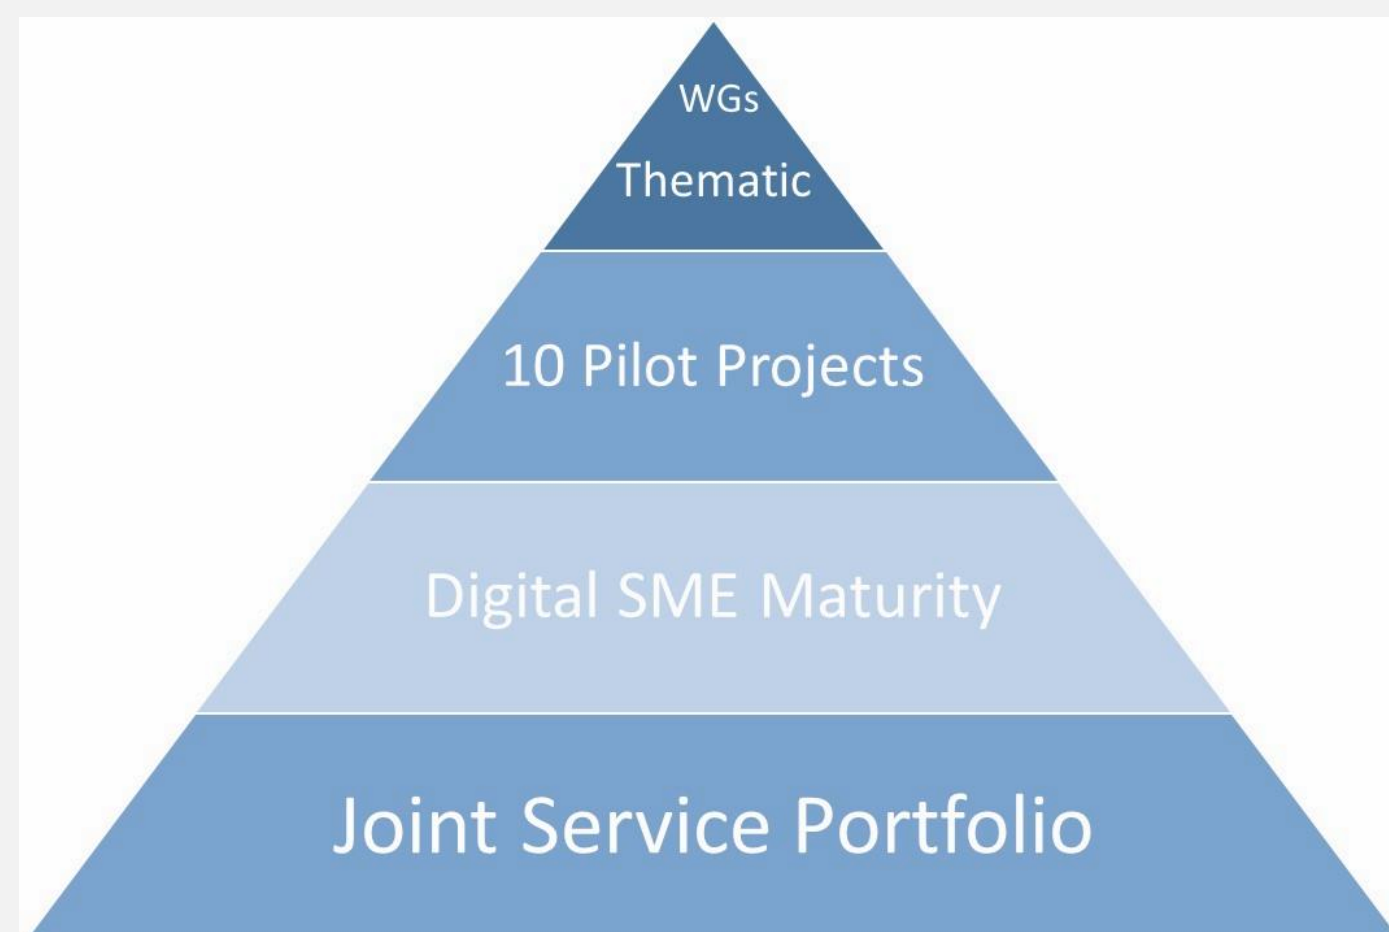 WGs
Thematic
10 Pilot Projects
Digital SME Maturity
Joint Service Portfolio